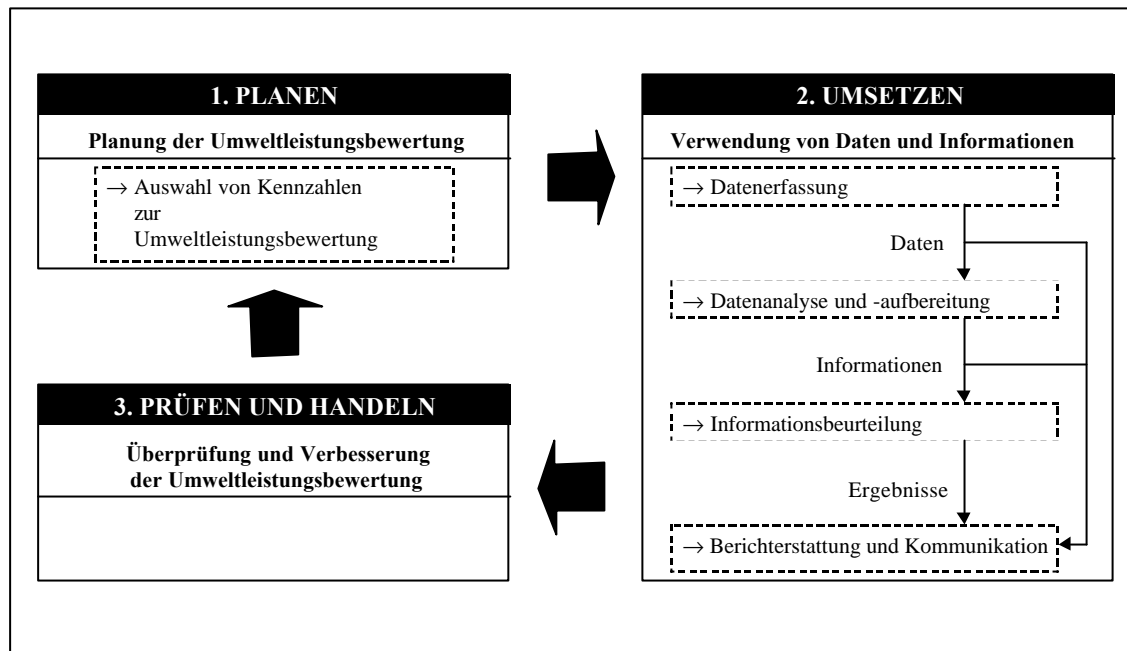 1. PLANEN
Planung der Umweltleistungsbewertung
→ Auswahl von Kennzahlen
zur
Umweltleistungsbewertung
2. UMSETZEN
Verwendung von Daten und Informationen
→ Datenerfassung
Daten
→ Datenanalyse und -aufbereitung
Informationen
→ Informationsbeurteilung
Ergebnisse
→ Berichterstattung und Kommunikation
3. PRÜFEN UND HANDELN
Überprüfung und Verbesserung
der Umweltleistungsbewertung